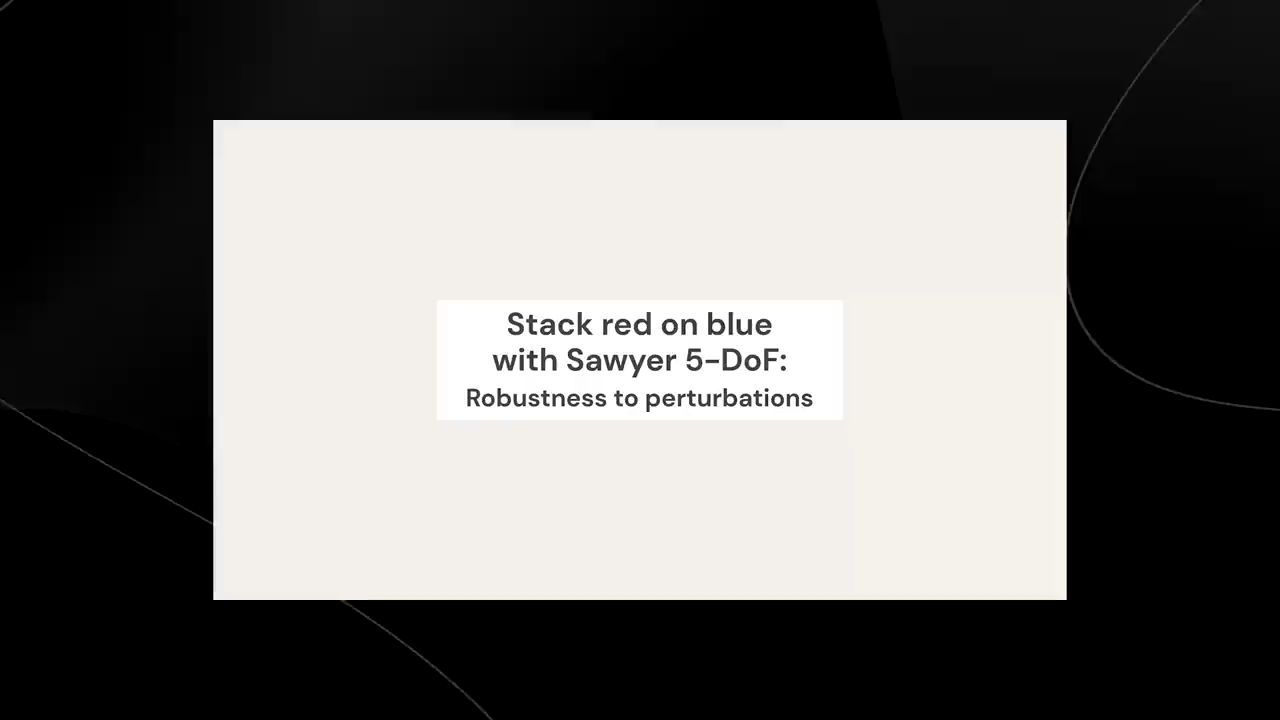 Stack red on blue
with Sawyer 5-DoF:
Robustness to perturbations